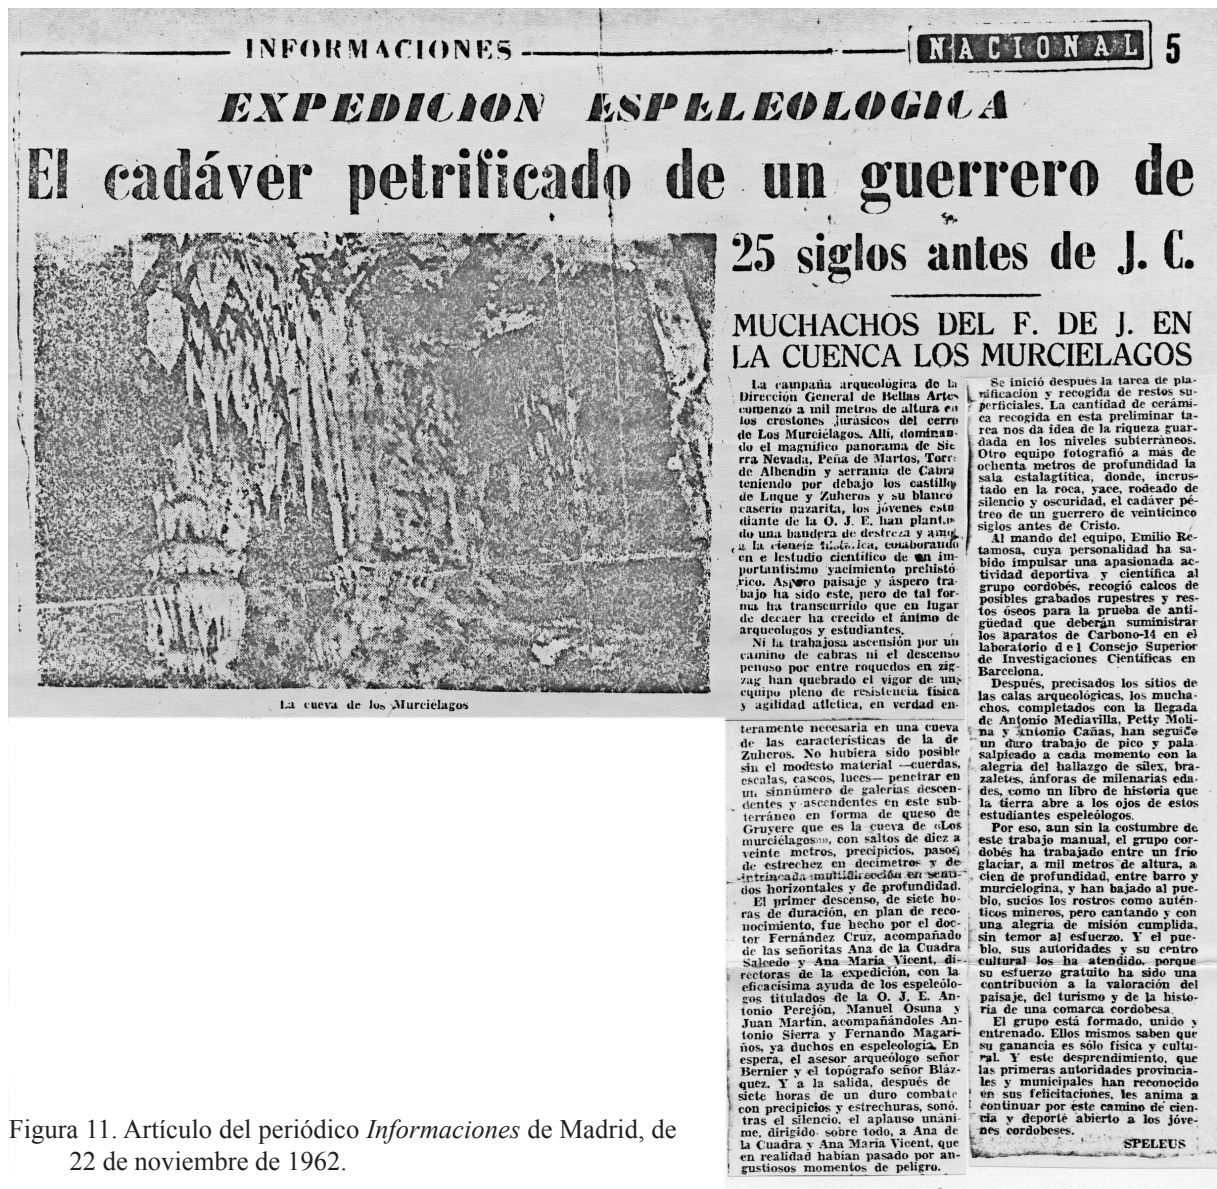 INFORMACIONES
NACIONAL 5
EXPEDICION ESPELEOLOGICA
El cadáver petrificado de un guerrero de
25 siglos antes de J. C.
MUCHACHOS DEL F. DE J. EN
LA CUENCA LOS MURCIELAGOS
La cueva de los Murciélagos
La campaña arqueológica de la
Dirección General de Bellas Artes
comenzó a mil metros de altura en
los crestones jurásicos del cerro
de Los Murciélagos. Allí, dominan-
do el magnífico panorama de Sie
rra Nevada, Peña de Martos, Torre
de Albendín y serranía de Cabra
teniendo por debajo los castillos
de Luque y Zuheros y su blanco
caserío nazarita, los jóvenes estu
diante de la O. J. E. han planta
do una bandera de destreza y amor
a la ciencia histórica, colaborando
en e lestudio científico de un im-
portantísimo yacimiento prehistó
rico. Aspero paisaje y áspero tra-
bajo ha sido este, pero de tal for-
ma ha transcurrido que en lugar
de decaer ha crecido el ánimo de
arqueologos y estudiantes.
Ni la trabajosa ascensión por un
camino de cabras ni el descenso
penoso por entre roquedos en zig-
zag han quebrado el vigor de un
equipo pleno de resistencia física
y agilidad atlética, en verdad en-
teramente necesaria en una cueva
de las características de la de
Zuheros. No hubiera sido posible
sin el modesto material —cuerdas,
escalas, cascos, luces— penetrar en
un sinnúmero de galerías descen-
dentes y ascendentes en este sub-
terráneo en forma de queso de
Gruyere que es la cueva de «Los
murciélagos», con saltos de diez a
veinte metros, precipicios, pasos
de estrechez en decímetros y de
intrincada multidirección en senti-
dos horizontales y de profundidad.
El primer descenso, de siete ho-
ras de duración, en plan de reco-
nocimiento, fue hecho por el doc-
tor Fernández Cruz, acompañado
de las señoritas Ana de la Cuadra
Salcedo y Ana María Vicent, di-
rectoras de la expedición, con la
eficacísima ayuda de los espeleólo-
gos titulados de la O. J. E. An-
tonio Perejón, Manuel Osuna y
Juan Martín, acompañándoles An-
tonio Sierra y Fernando Magari-
ños, ya duchos en espeleología. En
espera, el asesor arqueólogo señor
Bernier y el topógrafo señor Bláz-
quez. Y a la salida, después de
siete horas de un duro combate
con precipicios y estrechuras, sonó,
tras el silencio, el aplauso unáni-
me, dirigido sobre todo, a Ana de
la Cuadra y Ana María Vicent, que
en realidad habían pasado por an-
gustiosos momentos de peligro.
Se inició después la tarea de pla-
nificación y recogida de restos su-
perficiales. La cantidad de cerámi-
ca recogida en esta preliminar ta-
rea nos da idea de la riqueza guar-
dada en los niveles subterráneos.
Otro equipo fotografió a más de
ochenta metros de profundidad la
sala estalagtítica, donde, incrus-
tado en la roca, yace, rodeado de
silencio y oscuridad, el cadáver pé-
treo de un guerrero de veinticinco
siglos antes de Cristo.
Al mando del equipo, Emilio Re-
tamosa, cuya personalidad ha sa-
bido impulsar una apasionada ac-
tividad deportiva y científica al
grupo cordobés, recogió calcos de
posibles grabados rupestres y res-
tos óseos para la prueba de anti-
güedad que deberán suministrar
los aparatos de Carbono-14 en el
laboratorio d e l Consejo Superior
de Investigaciones Científicas en
Barcelona.
Después, precisados los sitios de
las calas arqueológicas, los mucha-
chos, completados con la llegada
de Antonio Mediavilla, Petty Moli-
na y Antonio Cañas, han seguido
un duro trabajo de pico y pala
salpicado a cada momento con la
alegría del hallazgo de sílex, bra-
zaletes, ánforas de milenarias eda-
des, como un libro de historia que
la tierra abre a los ojos de estos
estudiantes espeleólogos.
Por eso, aun sin la costumbre de
este trabajo manual, el grupo cor-
dobés ha trabajado entre un frío
glaciar, a mil metros de altura, a
cien de profundidad, entre barro y
murcielogina, y han bajado al pue-
blo, sucios los rostros como autén-
ticos mineros, pero cantando y con
una alegría de misión cumplida,
sin temor al esfuerzo. Y el pue-
blo, sus autoridades y su centro
cultural los ha atendido, porque
su esfuerzo gratuito ha sido una
contribución a la valoración del
paisaje, del turismo y de la histo-
ria de una comarca cordobesa.
El grupo está formado, unido y
entrenado. Ellos mismos saben que
su ganancia es sólo física y cultu-
ral. Y este desprendimiento, que
las primeras autoridades provincia-
les y municipales han reconocido
en sus felicitaciones, les anima a
continuar por este camino de cien-
cia y deporte abierto a los jóve-
nes cordobeses.
SPELEUS
Figura 11. Artículo del periódico Informaciones de Madrid, de
22 de noviembre de 1962.